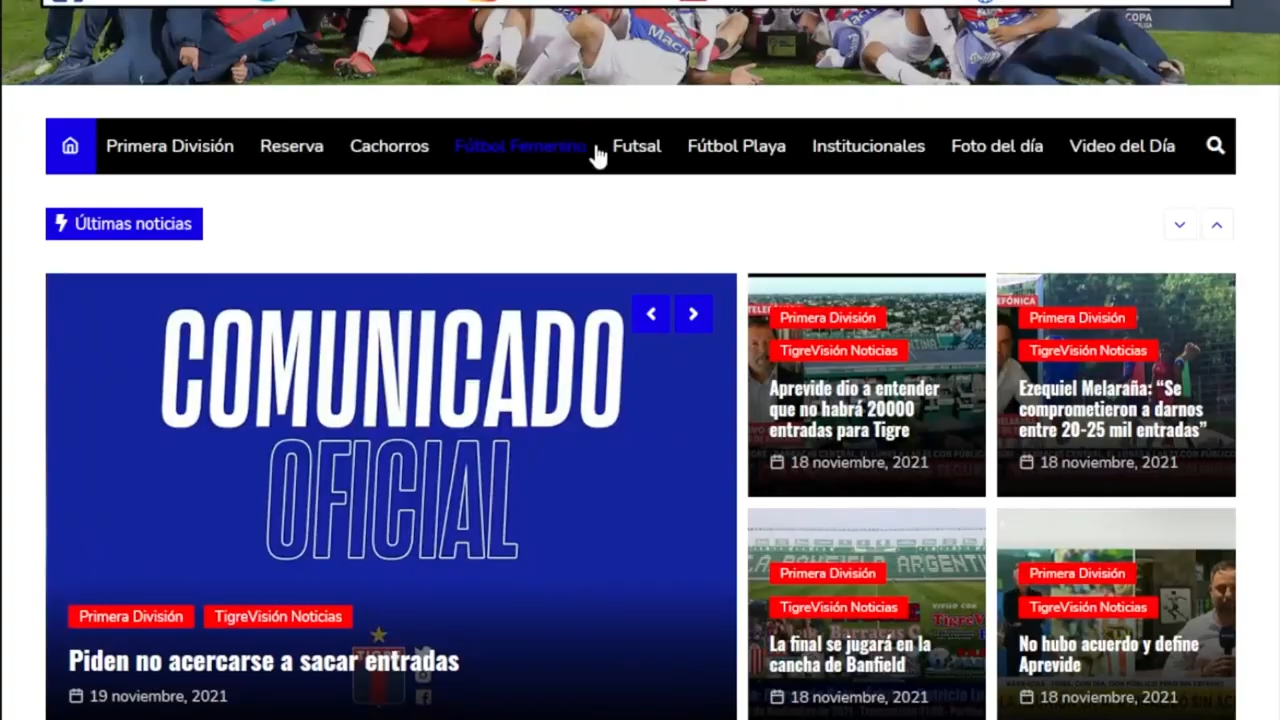 Macu
COPA
Primera División
Reserva
Cachorros
Fútbol Femenino
Futsal
Fútbol Playa
Institucionales
Foto del día
Video del Día
Últimas noticias
COMUNICADO
OFICIAL
Primera División
TigreVisión Noticias
Piden no acercarse a sacar entradas
19 noviembre, 2021
Primera División
TigreVisión Noticias
Aprevide dio a entender
que no habrá 20000
entradas para Tigre
18 noviembre, 2021
Primera División
TigreVisión Noticias
Ezequiel Melaraña: “Se
comprometieron a darnos
entre 20-25 mil entradas”
18 noviembre, 2021
Primera División
TigreVisión Noticias
La final se jugará en la
cancha de Banfield
18 noviembre, 2021
Primera División
TigreVisión Noticias
No hubo acuerdo y define
Aprevide
18 noviembre, 2021